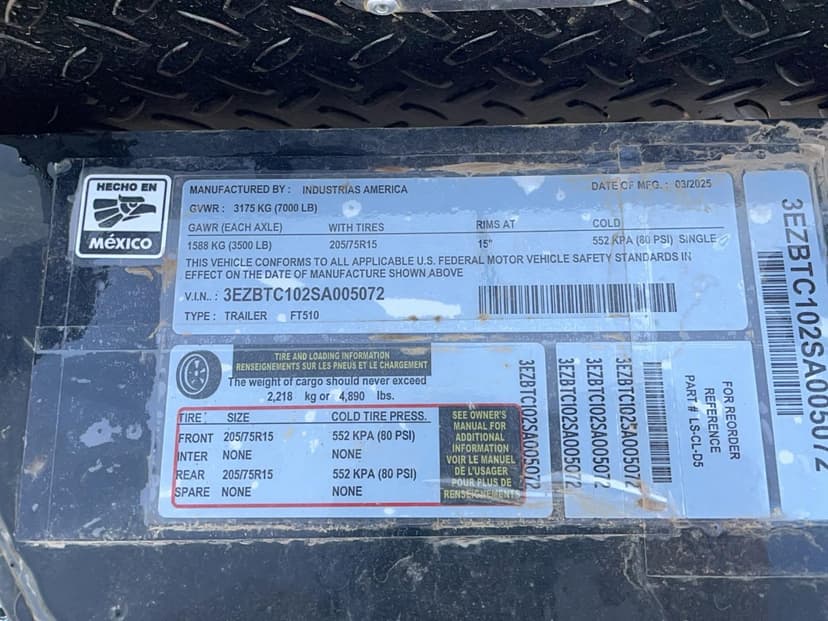 HECHO EN
MÉXICO
MANUFACTURED BY : INDUSTRIAS AMERICA DATE OF MFG. : 03/2025
GVWR : 3175 KG (7000 LB)
GAWR (EACH AXLE) WITH TIRES RIMS AT COLD
1588 KG (3500 LB) 205/75R15 15" 552 KPA (80 PSI) SINGLE
THIS VEHICLE CONFORMS TO ALL APPLICABLE U.S. FEDERAL MOTOR VEHICLE SAFETY STANDARDS IN
EFFECT ON THE DATE OF MANUFACTURE SHOWN ABOVE
V.I.N.: 3EZBTC102SA005072
TYPE : TRAILER FT510
TIRE AND LOADING INFORMATION
RENSEIGNEMENTS SUR LES PNEUS ET LE CHARGEMENT
The weight of cargo should never exceed
2,218 kg or 4,890 lbs.
TIRE SIZE COLD TIRE PRESS.
FRONT 205/75R15 552 KPA (80 PSI)
INTER NONE NONE
REAR 205/75R15 552 KPA (80 PSI)
SPARE NONE NONE
SEE OWNER'S
MANUAL FOR
ADDITIONAL
INFORMATION
VOIR LE MANUEL
DE L'USAGER
POUR PLUS DE
RENSEIGNEMENTS
3EZBTC102SA005072
3EZBTC102SA005072
3EZBTC102SA005072
3EZBTC102SA005072
FOR REORDER
REFERENCE
PART # LS-CL-05
3EZBTC102SA005072